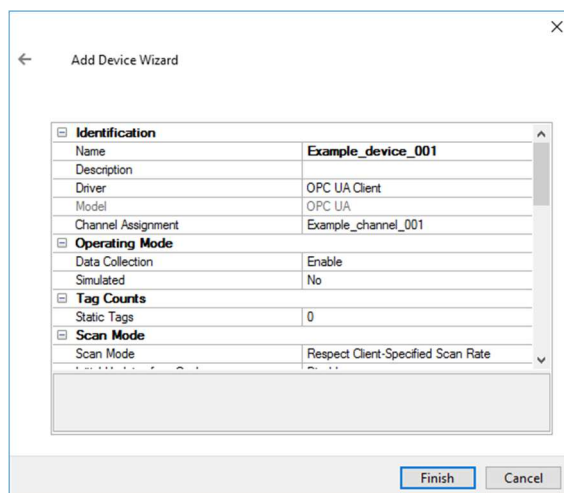 Add Device Wizard
Identification
Name Example_device_001
Description
Driver OPC UA Client
Model OPC UA
Channel Assignment Example_channel_001
Operating Mode
Data Collection Enable
Simulated No
Tag Counts
Static Tags 0
Scan Mode
Scan Mode Respect Client-Specified Scan Rate
Finish Cancel